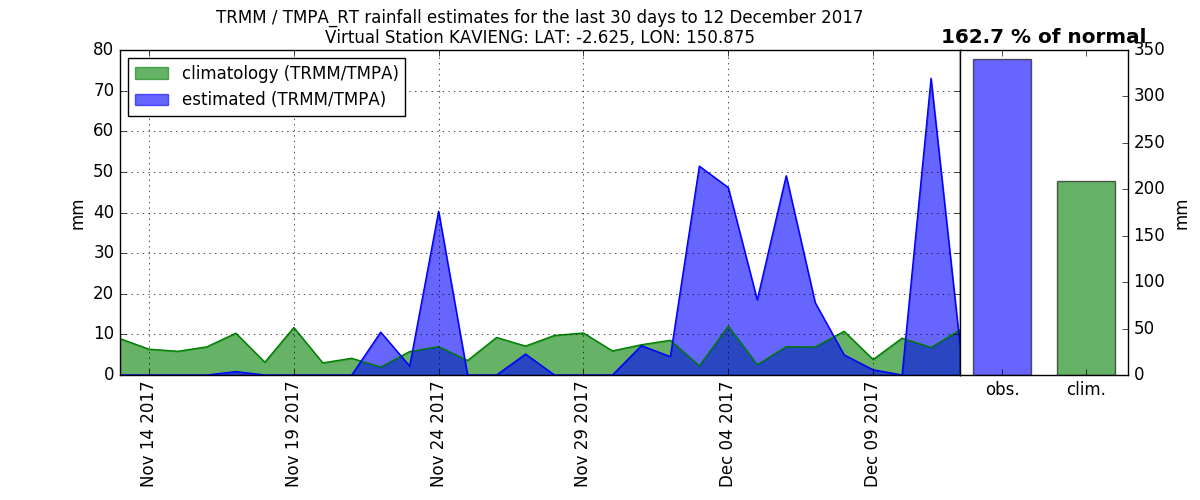 TRMM / TMPA_RT rainfall estimates for the last 30 days to 12 December 2017
Virtual Station KAVIENG: LAT: -2.625, LON: 150.875
162.7 % of normal
climatology (TRMM/TMPA)
estimated (TRMM/TMPA)
80
70
60
50
40
30
20
10
0
mm
Nov 14 2017
Nov 19 2017
Nov 24 2017
Nov 29 2017
Dec 04 2017
Dec 09 2017
350
300
250
200
150
100
50
0
mm
obs.
clim.